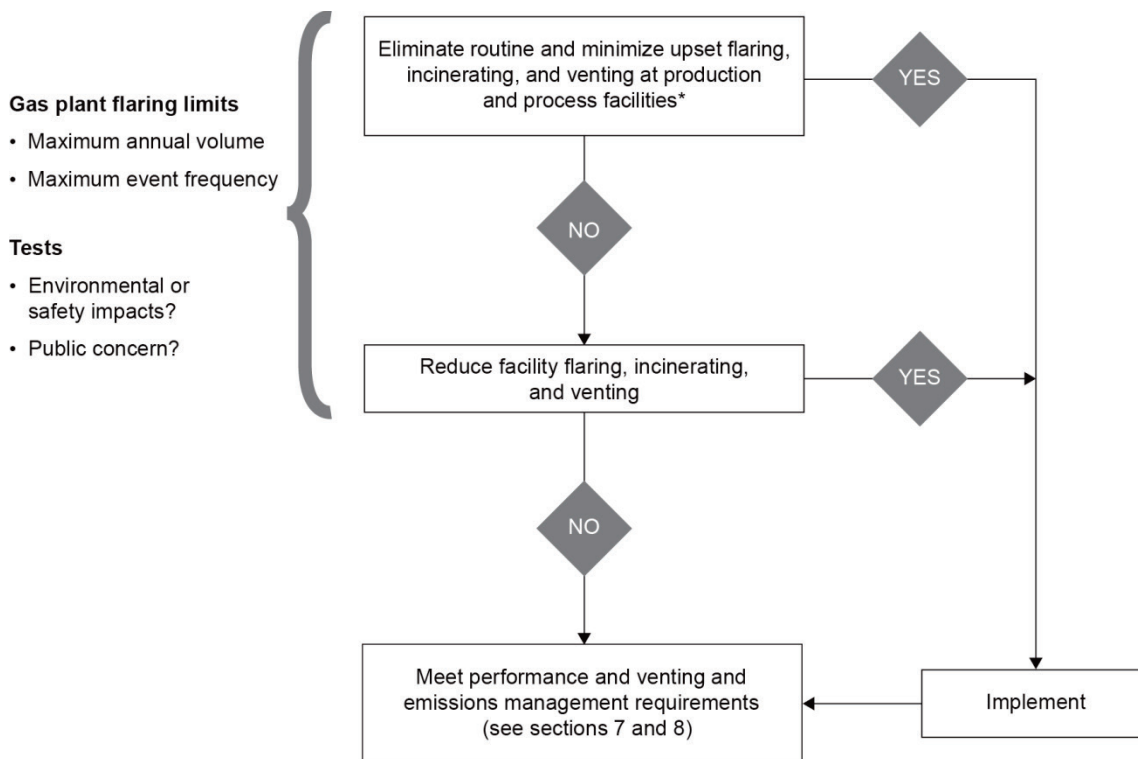 Gas plant flaring limits
• Maximum annual volume
• Maximum event frequency
Tests
• Environmental or
safety impacts?
• Public concern?
Eliminate routine and minimize upset flaring,
incinerating, and venting at production
and process facilities*
YES
NO
Reduce facility flaring, incinerating,
and venting
YES
NO
Meet performance and venting and
emissions management requirements
(see sections 7 and 8)
Implement